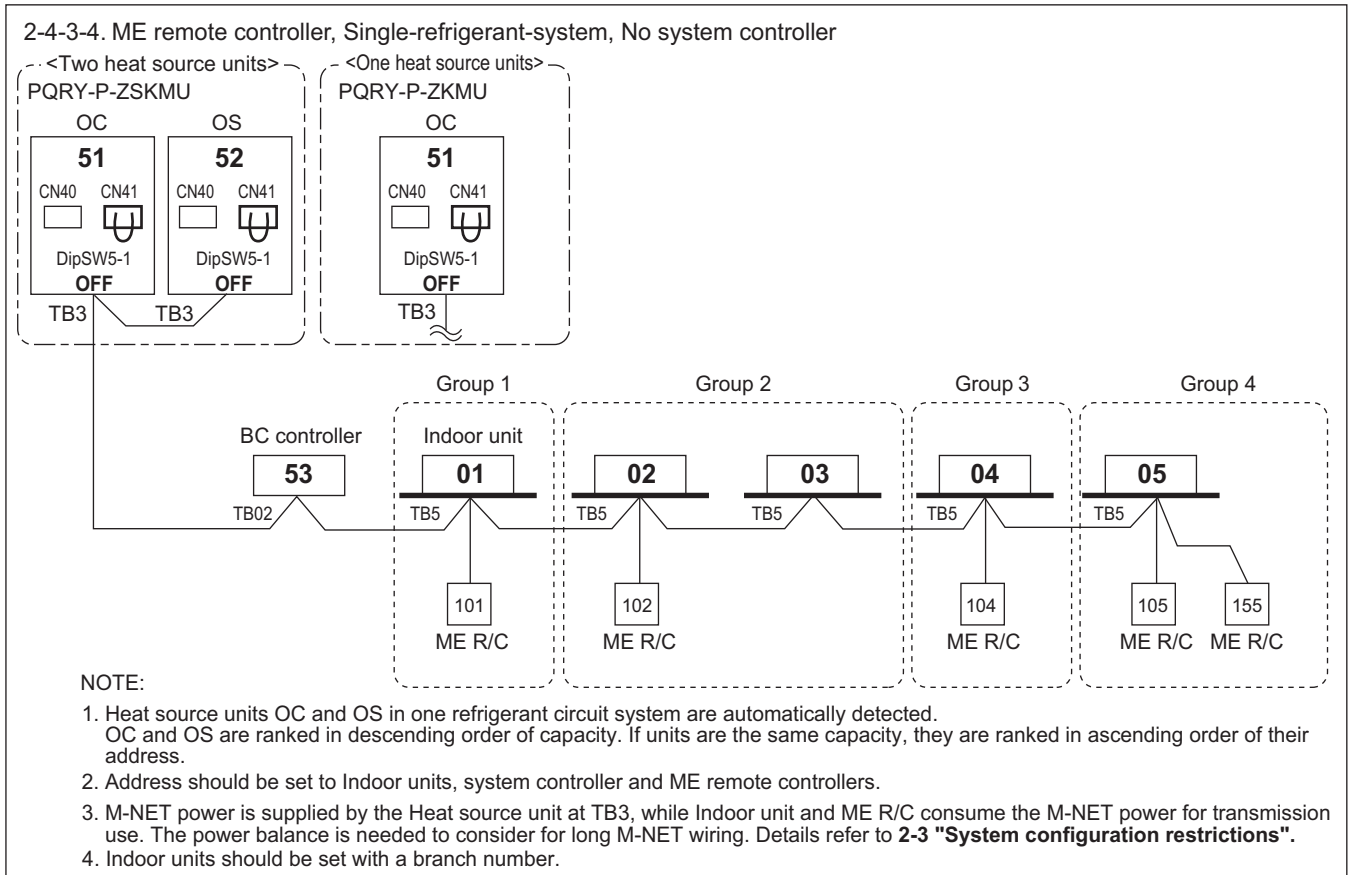 2-4-3-4. ME remote controller, Single-refrigerant-system, No system controller
<Two heat source units>
<One heat source units>
PQRY-P-ZSKMU
PQRY-P-ZKMU
OC
OS
OC
51
52
51
CN40 CN41
CN40 CN41
CN40 CN41
DipSW5-1
DipSW5-1
DipSW5-1
OFF
OFF
OFF
TB3
TB3
TB3
Group 1
Group 2
Group 3
Group 4
BC controller
Indoor unit
53
01
02
03
04
05
TB02
TB5
TB5
TB5
TB5
TB5
101
102
104
105
155
ME R/C
ME R/C
ME R/C
ME R/C
ME R/C
NOTE:
1. Heat source units OC and OS in one refrigerant circuit system are automatically detected.
OC and OS are ranked in descending order of capacity. If units are the same capacity, they are ranked in ascending order of their
address.
2. Address should be set to Indoor units, system controller and ME remote controllers.
3. M-NET power is supplied by the Heat source unit at TB3, while Indoor unit and ME R/C consume the M-NET power for transmission
use. The power balance is needed to consider for long M-NET wiring. Details refer to 2-3 "System configuration restrictions".
4. Indoor units should be set with a branch number.